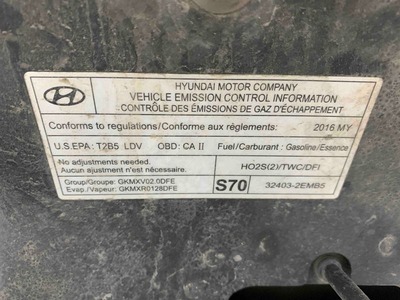 HYUNDAI MOTOR COMPANY
VEHICLE EMISSION CONTROL INFORMATION
CONTRÔLE DES ÉMISSIONS DE GAZ D'ÉCHAPPEMENT
Conforms to regulations/Conforme aux règlements: 2016 MY
U.S.EPA: T2B5 LDV OBD: CA II Fuel/Carburant: Gasoline/Essence
No adjustments needed.
Aucun ajustement n'est nécessaire.
HO2S(2)/TWC/DFI
Group/Groupe: GKMXV02.0DFE
Evap./Vapeur: GKMXR0128DFE
S70
32403-2EMB5